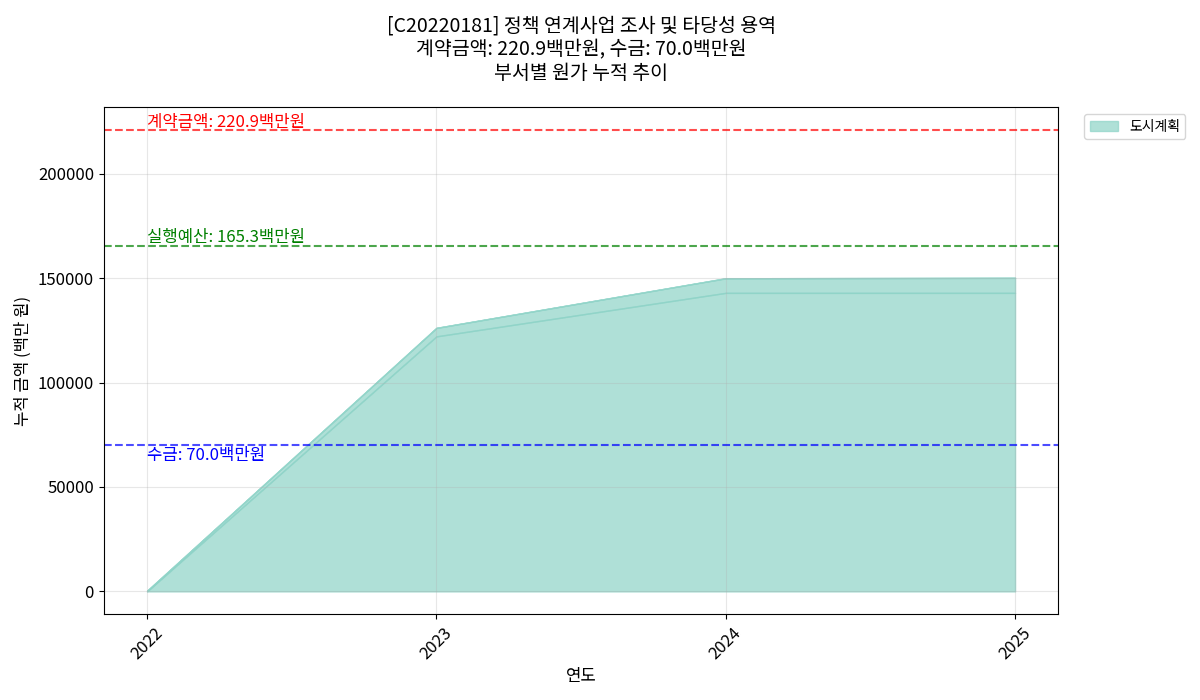 [C20220181] 정책 연계사업 조사 및 타당성 용역
계약금액: 220.9백만원, 수금: 70.0백만원
부서별 원가 누적 추이
계약금액: 220.9백만원
도시계획
200000
실행예산: 165.3백만원
150000
누적 금액 (백만 원)
100000
수금: 70.0백만원
50000
0
2022
2023
2024
2025
연도